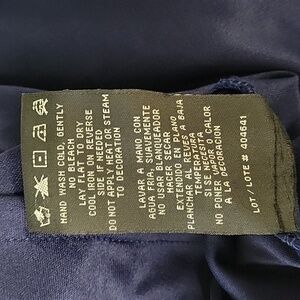 HAND WASH COLD, GENTLY
NO BLEACH
LAY FLAT DRY
COOL IRON ON REVERSE
SIDE IF NEEDED
DO NOT APPLY HEAT OR STEAM
TO DECORATION
LAVAR A MANO CON
AGUA FRIA, SUAVEMENTE
NO USAR BLANQUEADOR
SECAR EXTENDIDO EN PLANO
PLANCHAR AL REVES A BAJA
TEMPERATURA
SI SE NECESITA
NO PONER VAPOR O CALOR
A LA DECORACION
LOT/LOTE# 404641